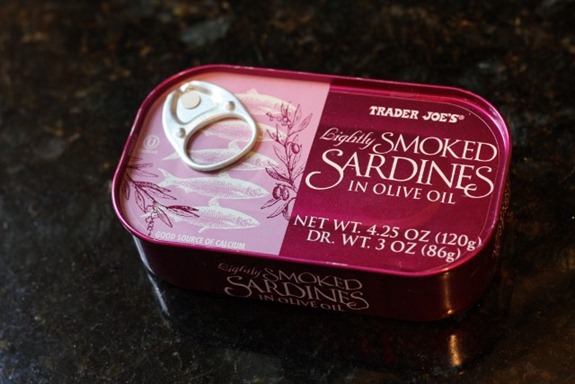 TRADER JOE'S®
Lightly SMOKED
SARDINES
IN OLIVE OIL
NET WT. 4.25 OZ (120g)
DR. WT. 3 OZ (86g)
GOOD SOURCE OF CALCIUM
Lightly SMOKED
SARDINES
IN OLIVE OIL